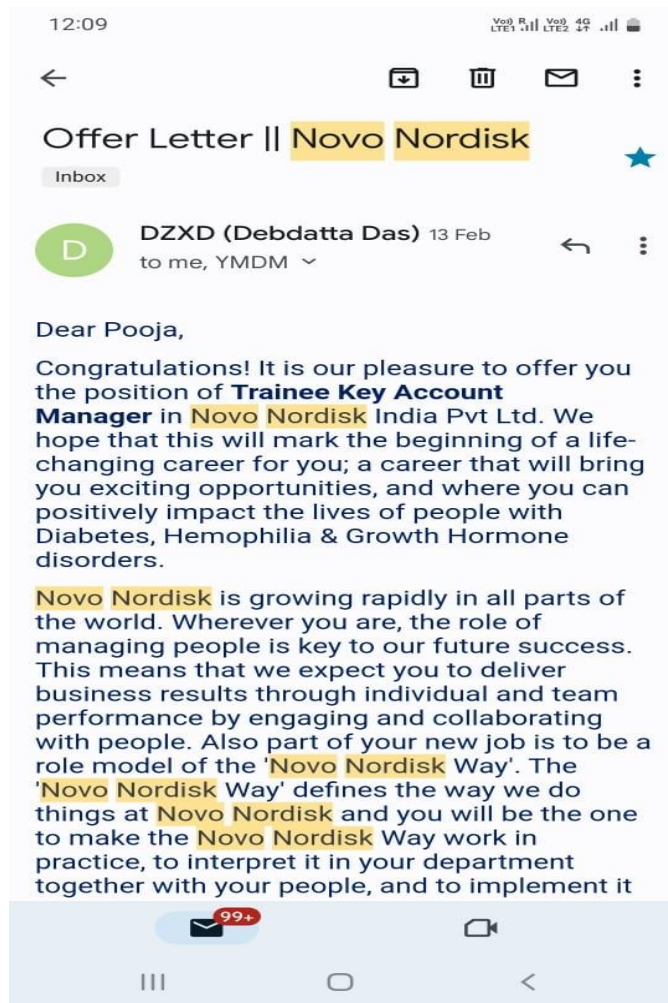 12:09
Vo)) R
LTE1
Vo)) 4G
LTE2
Offer Letter || Novo Nordisk
Inbox
D
DZXD (Debdatta Das) 13 Feb
to me, YMDM
Dear Pooja,
Congratulations! It is our pleasure to offer you
the position of Trainee Key Account
Manager in Novo Nordisk India Pvt Ltd. We
hope that this will mark the beginning of a life-
changing career for you; a career that will bring
you exciting opportunities, and where you can
positively impact the lives of people with
Diabetes, Hemophilia & Growth Hormone
disorders.
Novo Nordisk is growing rapidly in all parts of
the world. Wherever you are, the role of
managing people is key to our future success.
This means that we expect you to deliver
business results through individual and team
performance by engaging and collaborating
with people. Also part of your new job is to be a
role model of the 'Novo Nordisk Way'. The
'Novo Nordisk Way' defines the way we do
things at Novo Nordisk and you will be the one
to make the Novo Nordisk Way work in
practice, to interpret it in your department
together with your people, and to implement it
99+